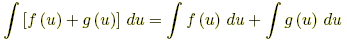 ∫ [f (u) + g (u)] du = ∫ f (u) du + ∫ g (u) du